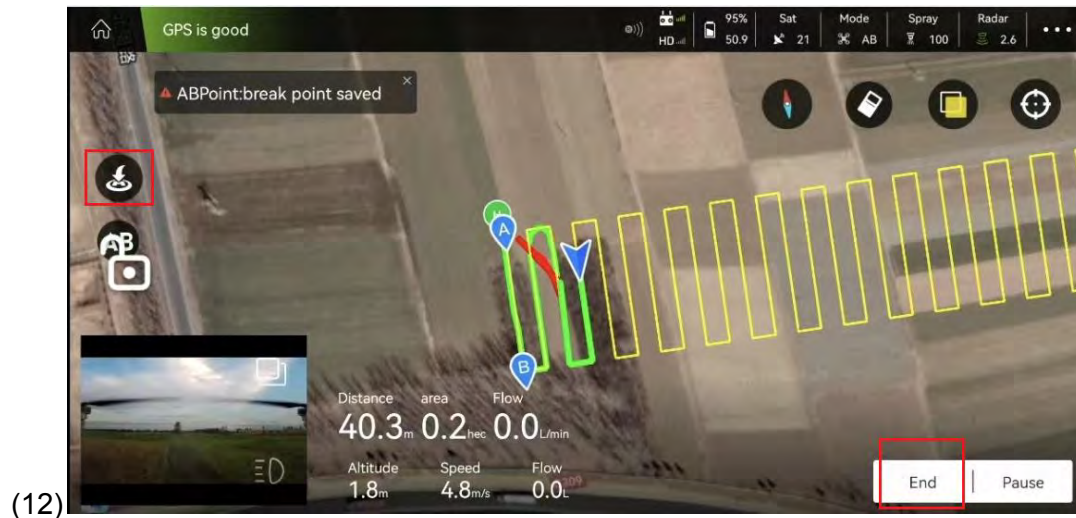 GPS is good
HD
95%
50.9
Sat
21
Mode
AB
Spray
100
Radar
2.6
ABPoint:break point saved
AB
A
B
Distance area Flow
40.3m 0.2hec 0.0L/min
Altitude Speed Flow
1.8m 4.8m/s 0.0L
End Pause
(12)